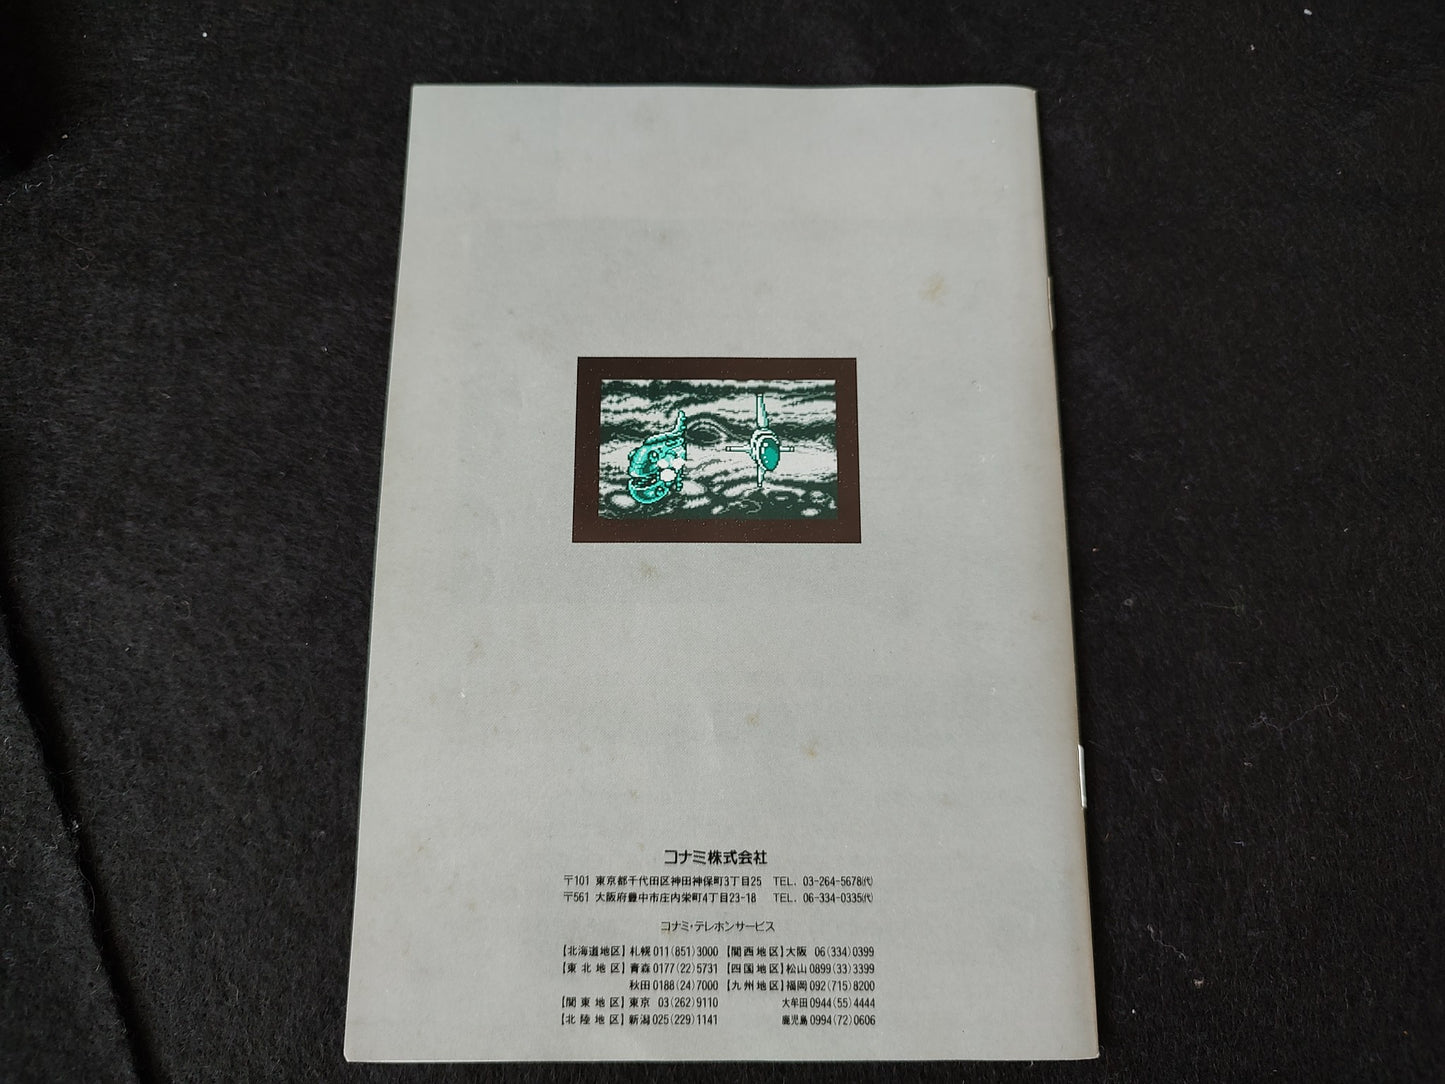 コナミ株式会社
〒101 東京都千代田区神田神保町3丁目25 TEL. 03-264-5678㈹
〒561 大阪府豊中市庄内栄町4丁目23-18 TEL. 06-334-0335㈹
コナミ・テレホンサービス
【北海道地区】札幌 011(851)3000 【関西地区】大阪 06(334)0399
【東北地区】青森 0177(22)5731 【四国地区】松山 0899(33)3399
秋田 0188(24)7000 【九州地区】福岡 092(715)8200
【関東地区】東京 03(262)9110 大牟田 0944(55)4444
【北陸地区】新潟 025(229)1141 鹿児島 0994(72)0606